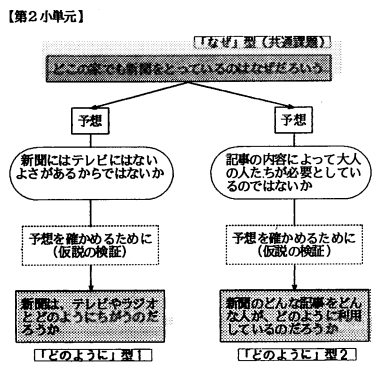 【第2小単元】
「なぜ」型(共通課題)
どこの家でも新聞をとっているのはなぜだろいう
予想
予想
新聞にはテレビにはない
よさがあるからではないか
記事の内容によって大人
の人たちが必要としてい
るのではないか
予想を確かめるために
(仮説の検証)
予想を確かめるために
(仮説の検証)
新聞は、テレビやラジオ
とどのようにちがうのだ
ろうか
新聞のどんな記事をどん
な人が、どのように利用
しているのだろうか
「どのように」型1
「どのように」型2